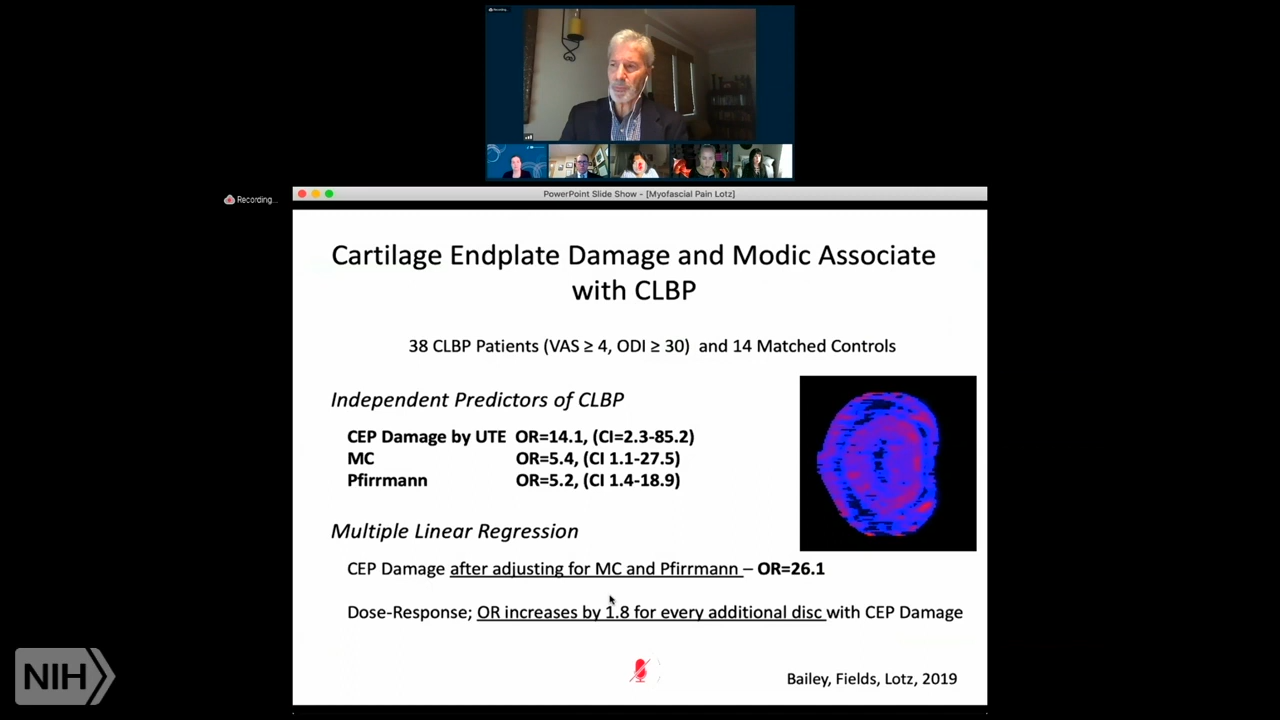 Recording...
PowerPoint Slide Show - [Myofascial Pain Lotz]
Cartilage Endplate Damage and Modic Associate
with CLBP
38 CLBP Patients (VAS ≥ 4, ODI ≥ 30) and 14 Matched Controls
Independent Predictors of CLBP
CEP Damage by UTE OR=14.1, (CI=2.3-85.2)
MC OR=5.4, (CI 1.1-27.5)
Pfirrmann OR=5.2, (CI 1.4-18.9)
Multiple Linear Regression
CEP Damage after adjusting for MC and Pfirrmann – OR=26.1
Dose-Response; OR increases by 1.8 for every additional disc with CEP Damage
Bailey, Fields, Lotz, 2019
NIH